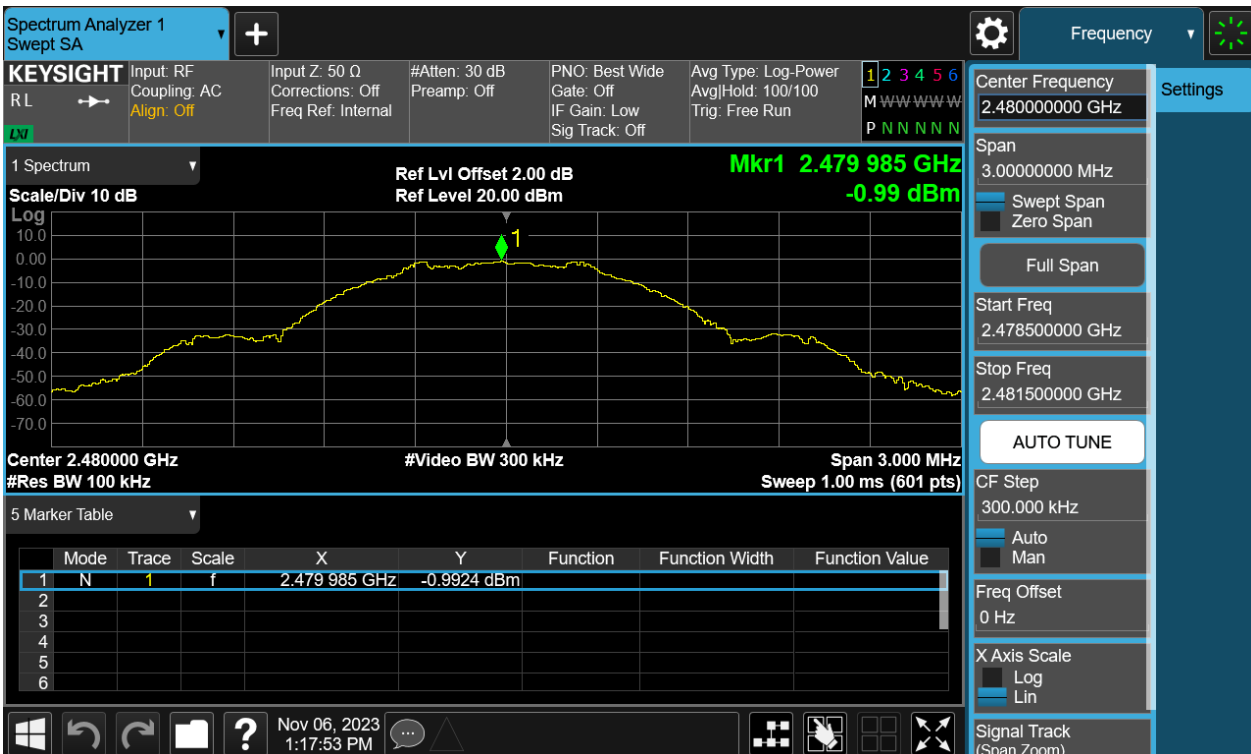 Spectrum Analyzer 1
Swept SA
Frequency
KEYSIGHT
R L
LXI
Input: RF
Coupling: AC
Align: Off
Input Z: 50 Ω
Corrections: Off
Freq Ref: Internal
#Atten: 30 dB
Preamp: Off
PNO: Best Wide
Gate: Off
IF Gain: Low
Sig Track: Off
Avg Type: Log-Power
Avg|Hold: 100/100
Trig: Free Run
1 2 3 4 5 6
M W W W W W
P N N N N N
1 Spectrum
Scale/Div 10 dB
Ref Lvl Offset 2.00 dB
Ref Level 20.00 dBm
Mkr1 2.479 985 GHz
-0.99 dBm
Log
10.0
0.00
-10.0
-20.0
-30.0
-40.0
-50.0
-60.0
-70.0
1
Center 2.480000 GHz
#Res BW 100 kHz
#Video BW 300 kHz
Span 3.000 MHz
Sweep 1.00 ms (601 pts)
5 Marker Table
Mode Trace Scale X Y Function Function Width Function Value
1 N 1 f 2.479 985 GHz -0.9924 dBm
2
3
4
5
6
Center Frequency
2.480000000 GHz
Span
3.00000000 MHz
Swept Span
Zero Span
Full Span
Start Freq
2.478500000 GHz
Stop Freq
2.481500000 GHz
AUTO TUNE
CF Step
300.000 kHz
Auto
Man
Freq Offset
0 Hz
X Axis Scale
Log
Lin
Signal Track
(Span Zoom)
Settings
?
Nov 06, 2023
1:17:53 PM